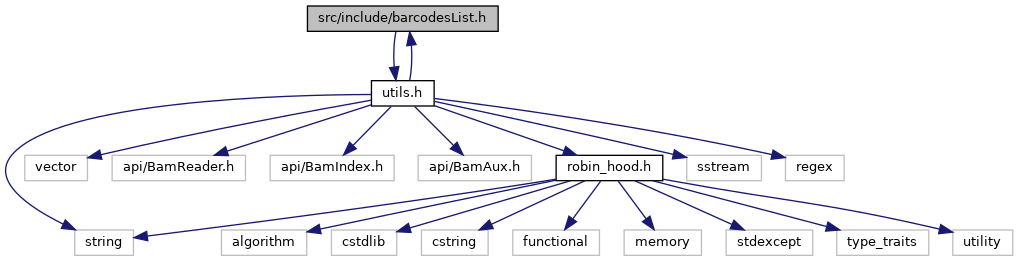 src/include/barcodesList.h
utils.h
vector
api/BamReader.h
api/BamIndex.h
api/BamAux.h
robin_hood.h
sstream
regex
string
algorithm
cstdlib
cstring
functional
memory
stdexcept
type_traits
utility